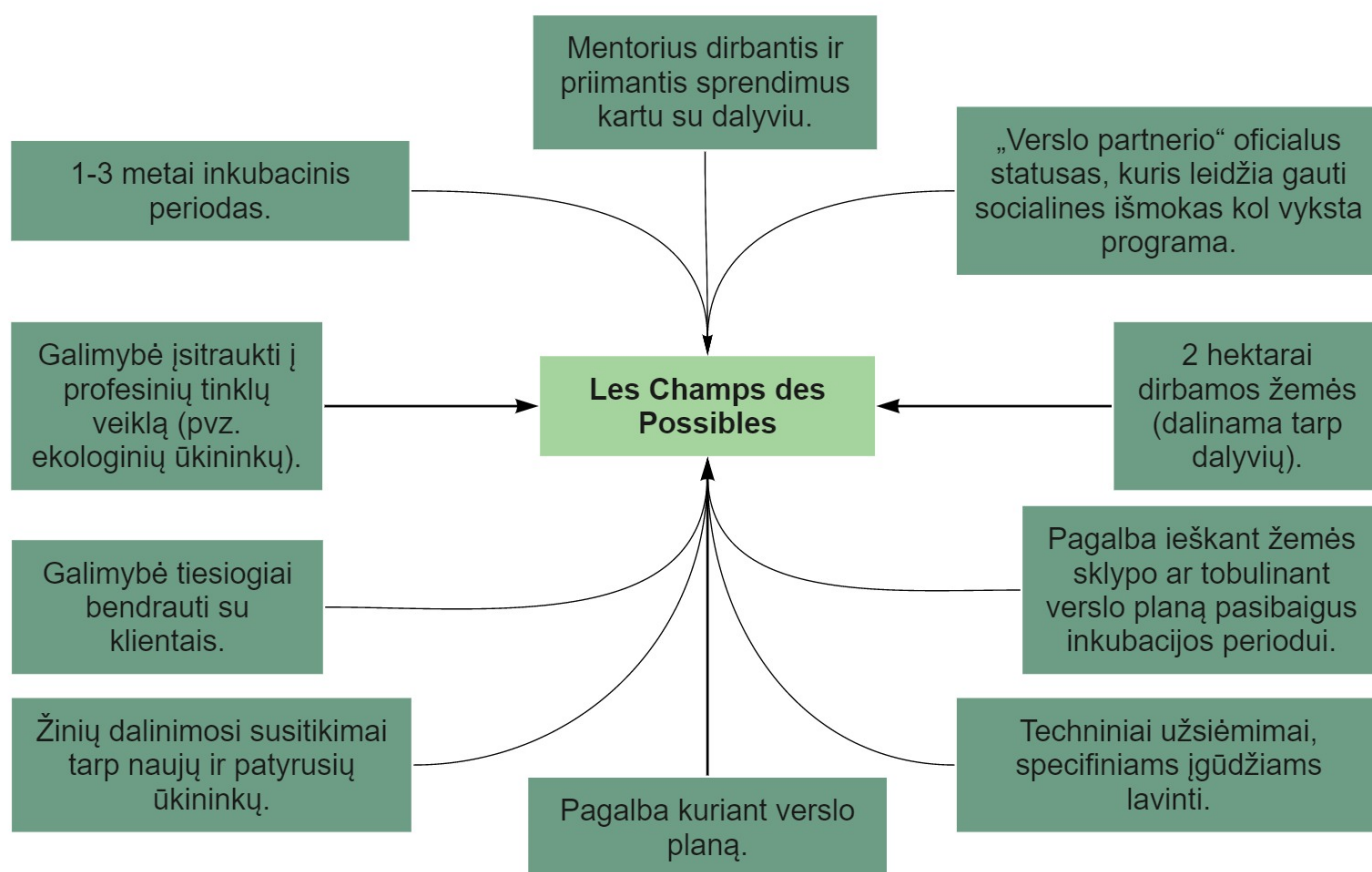 Mentorius dirbantis ir
priimantis sprendimus
kartu su dalyviu.
1-3 metai inkubacinis
periodas.
„Verslo partnerio“ oficialus
statusas, kuris leidžia gauti
socialines išmokas kol vyksta
programa.
Galimybė įsitraukti į
profesinių tinklų
veiklą (pvz.
ekologinių ūkininkų).
Les Champs des
Possibles
2 hektarai
dirbamos žemės
(dalinama tarp
dalyvių).
Galimybė tiesiogiai
bendrauti su
klientais.
Pagalba ieškant žemės
sklypo ar tobulinant
verslo planą pasibaigus
inkubacijos periodui.
Žinių dalinimosi susitikimai
tarp naujų ir patyrusių
ūkininkų.
Pagalba kuriant verslo
planą.
Techniniai užsiėmimai,
specifiniams įgūdžiams
lavinti.